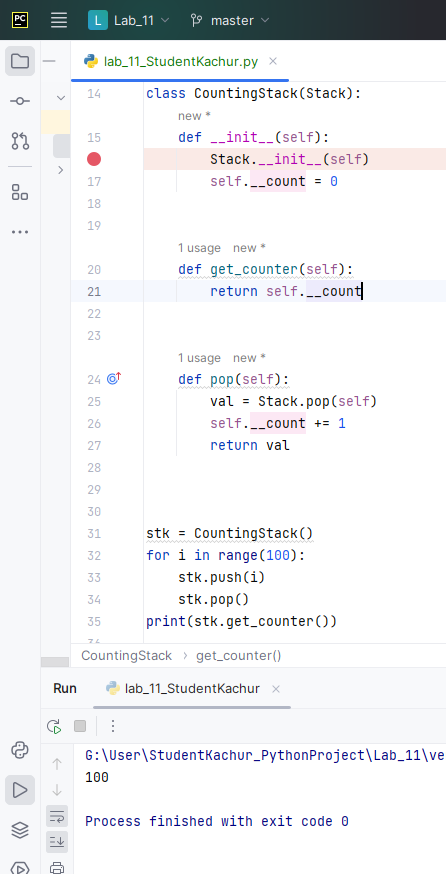 PC
L Lab_11 master
lab_11_StudentKachur.py
14 class CountingStack(Stack):
new *
15 def __init__(self):
Stack.__init__(self)
17 self.__count = 0
18
19
1 usage new *
20 def get_counter(self):
21 return self.__count
22
23
1 usage new *
24 def pop(self):
25 val = Stack.pop(self)
26 self.__count += 1
27 return val
28
29
30
31 stk = CountingStack()
32 for i in range(100):
33 stk.push(i)
34 stk.pop()
35 print(stk.get_counter())
CountingStack › get_counter()
Run lab_11_StudentKachur
G:\User\StudentKachur_PythonProject\Lab_11\ve
100
Process finished with exit code 0